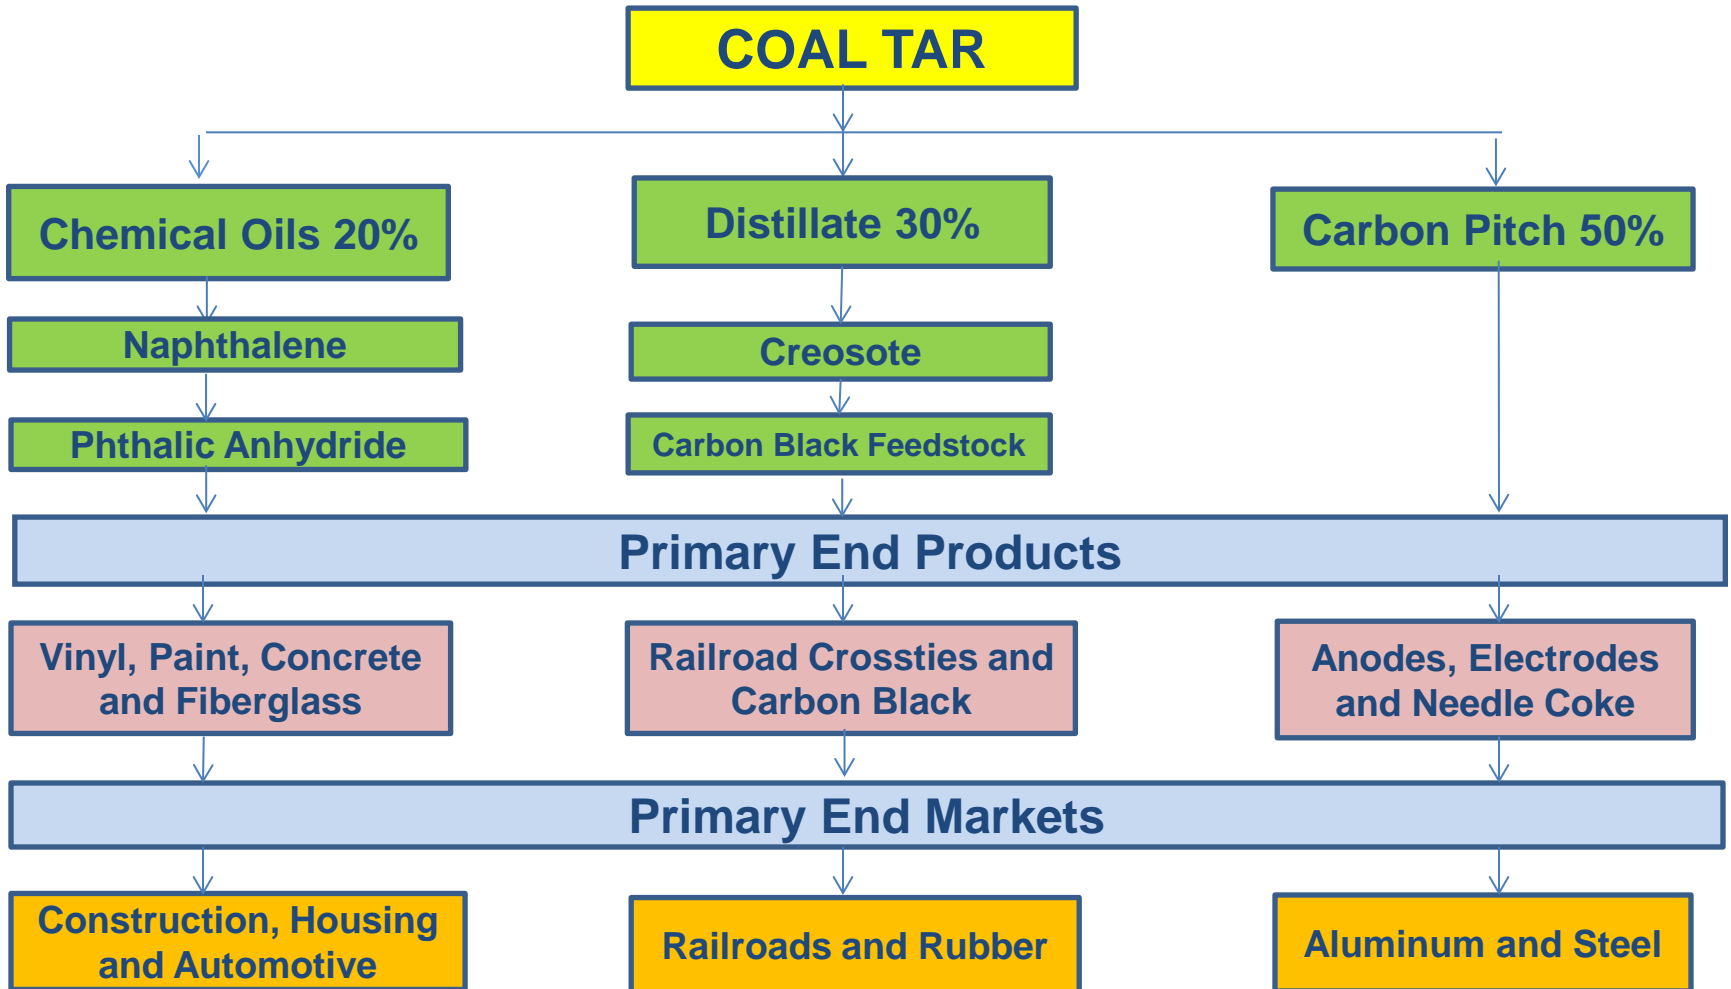 COAL TAR
Chemical Oils 20%
Distillate 30%
Carbon Pitch 50%
Naphthalene
Creosote
Phthalic Anhydride
Carbon Black Feedstock
Primary End Products
Vinyl, Paint, Concrete
and Fiberglass
Railroad Crossties and
Carbon Black
Anodes, Electrodes
and Needle Coke
Primary End Markets
Construction, Housing
and Automotive
Railroads and Rubber
Aluminum and Steel